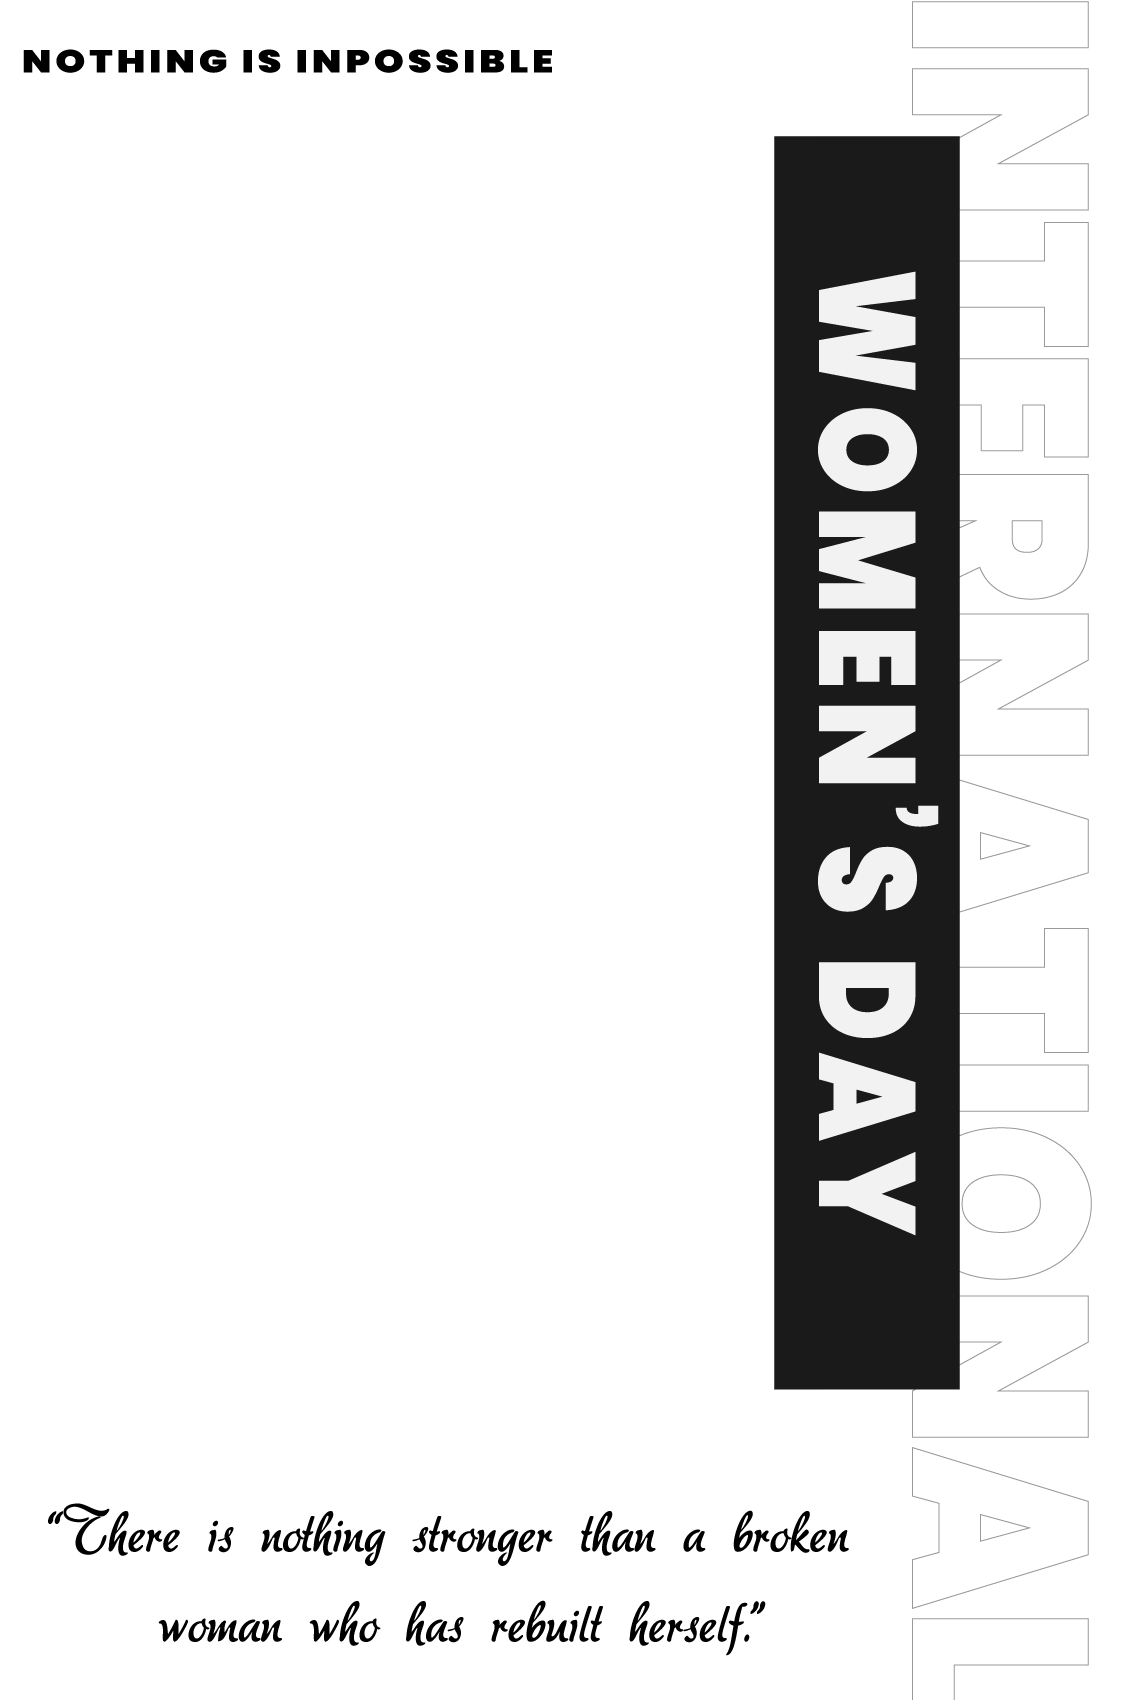 NOTHING IS INPOSSIBLE
INTERNATIONAL
WOMEN’S DAY
“There is nothing stronger than a broken
woman who has rebuilt herself.”